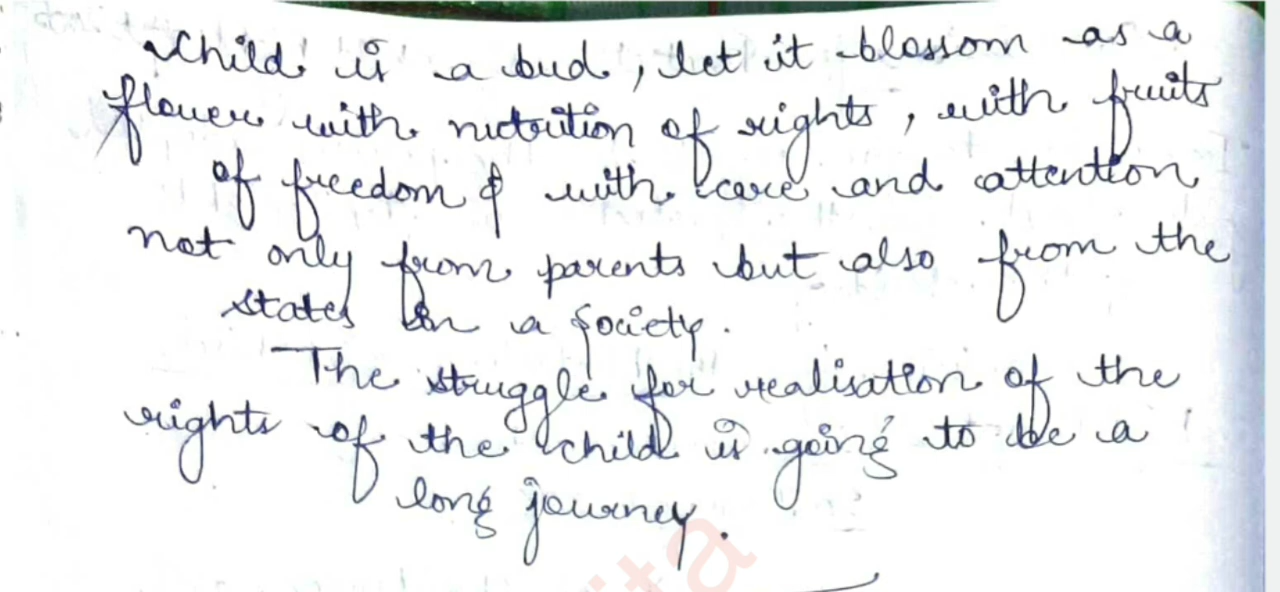 Child is a bud, let it blossom as a
flower with nutrition of rights, with fruits
of freedom & with care and attention
not only from parents but also from the
states in a society.
The struggle for realisation of the
rights of the child is going to be a
long journey.
ita